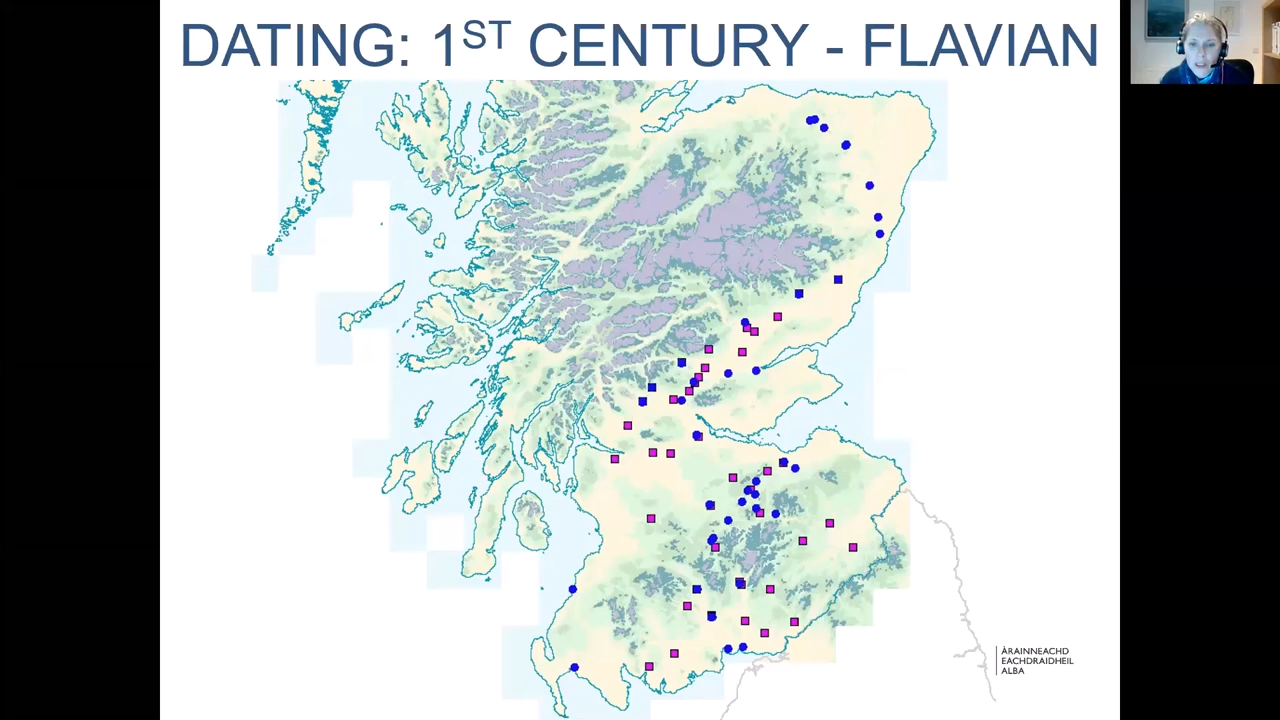 DATING: 1ST CENTURY - FLAVIAN
ÀRAINNEACHD
EACHDRAIDHEIL
ALBA